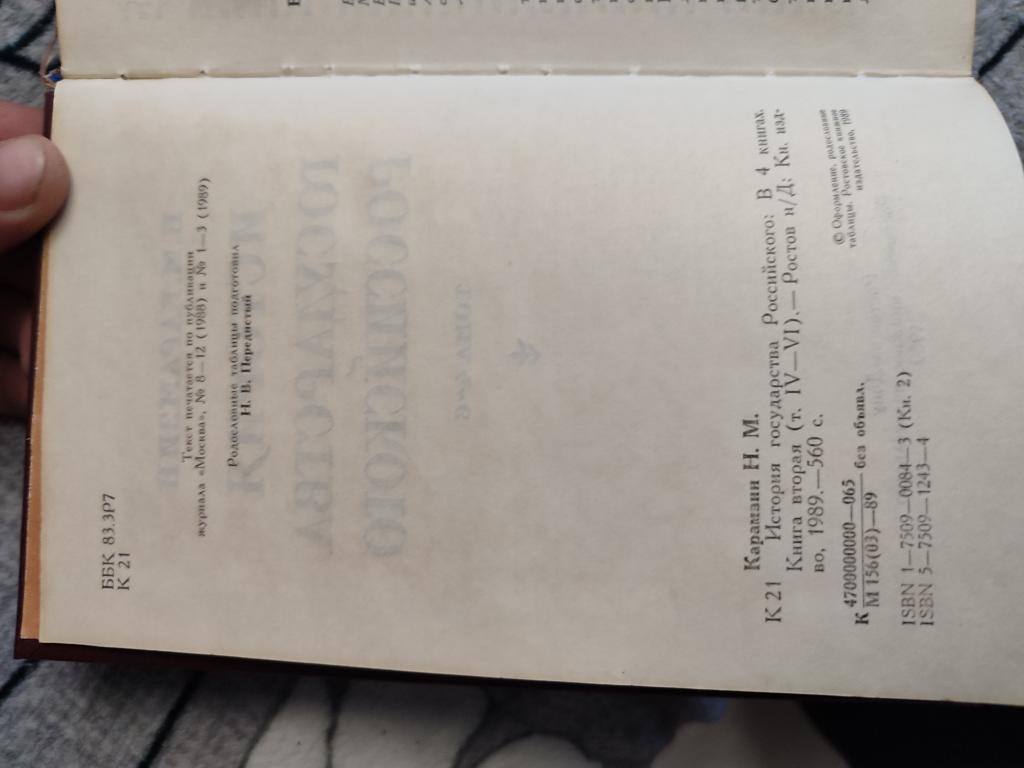 ББК 83.3Р7
К 21
Текст печатается по публикации
журнала «Москва», № 8—12 (1988) и № 1—3 (1989)
Родословные таблицы подготовила
Н. В. Передистый
Карамзин Н. М.
К 21 История государства Российского: В 4 книгах.
Книга вторая (т. IV—VI).— Ростов н/Д: Кн. изд-
во, 1989.—560 с.
К 4700000000—065
М 156(03)—89 без объявл.
© Оформление, родословные
таблицы. Ростовское книжное
издательство, 1989
ISBN 1—7509—0084—3 (Кн. 2)
ISBN 5—7509—1243—4